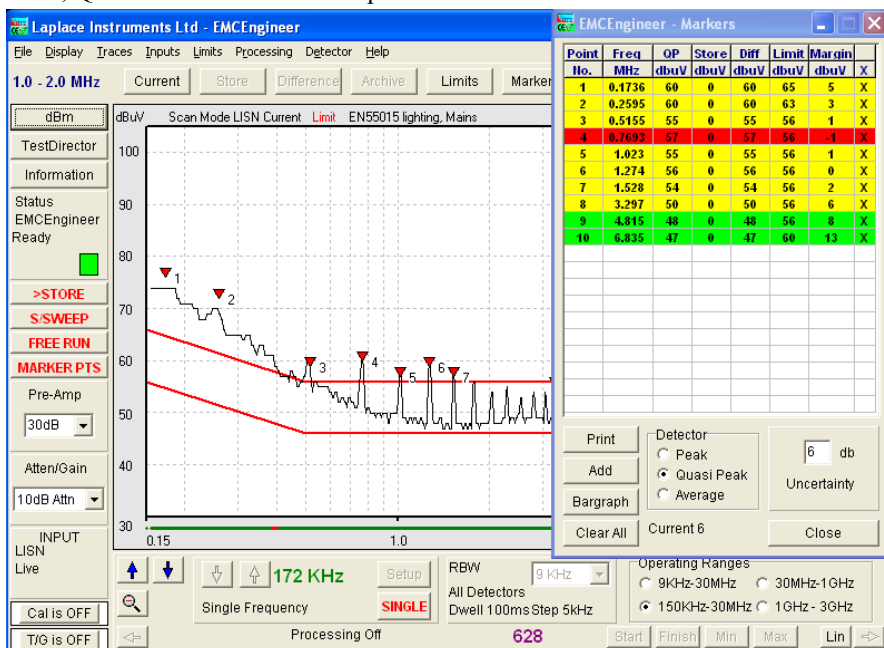 Laplace Instruments Ltd - EMCEngineer
File Display Traces Inputs Limits Processing Detector Help
1.0 - 2.0 MHz Current Store Difference Archive Limits Marker
dBm
TestDirector
Information
Status
EMCEngineer
Ready
>STORE
S/SWEEP
FREE RUN
MARKER PTS
Pre-Amp
30dB
Atten/Gain
10dB Attn
INPUT
LISN
Live
Cal is OFF
T/G is OFF
dBuV Scan Mode LISN Current Limit EN55015 lighting, Mains
100
90
80
70
60
50
40
30
1 2 3 4 5 6 7
0.15 1.0
172 KHz
Single Frequency
Setup
SINGLE
RBW 9 KHz
All Detectors
Dwell 100ms Step 5kHz
Operating Ranges
9KHz-30MHz 30MHz-1GHz
150KHz-30MHz 1GHz - 3GHz
Processing Off 628 Start Finish Min Max Lin
EMCEngineer - Markers
Point Freq QP Store Diff Limit Margin
No. MHz dbuV dbuV dbuV dbuV dbuV X
1 0.1736 60 0 60 65 5 X
2 0.2595 60 0 60 63 3 X
3 0.5155 55 0 55 56 1 X
4 0.7693 57 0 57 56 -1 X
5 1.023 55 0 55 56 1 X
6 1.274 56 0 56 56 0 X
7 1.528 54 0 54 56 2 X
8 3.297 50 0 50 56 6 X
9 4.815 48 0 48 56 8 X
10 6.835 47 0 47 60 13 X
Print
Add
Bargraph
Clear All
Detector
Peak
Quasi Peak
Average
Current 6
6 db
Uncertainty
Close